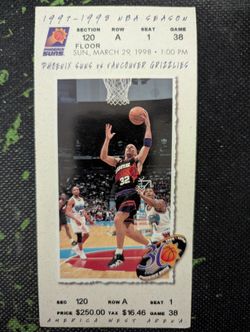 1997-1998 NBA SEASON
PHOENIX
SUNS
SECTION ROW SEAT GAME
120 A 1 38
FLOOR
SUN, MARCH 29, 1998 • 1:00 PM
PHOENIX SUNS VS VANCOUVER GRIZZLIES
32
30
SEC 120 ROW A SEAT 1
PRICE $250.00 TAX $16.46 GAME 38
AMERICA WEST ARENA